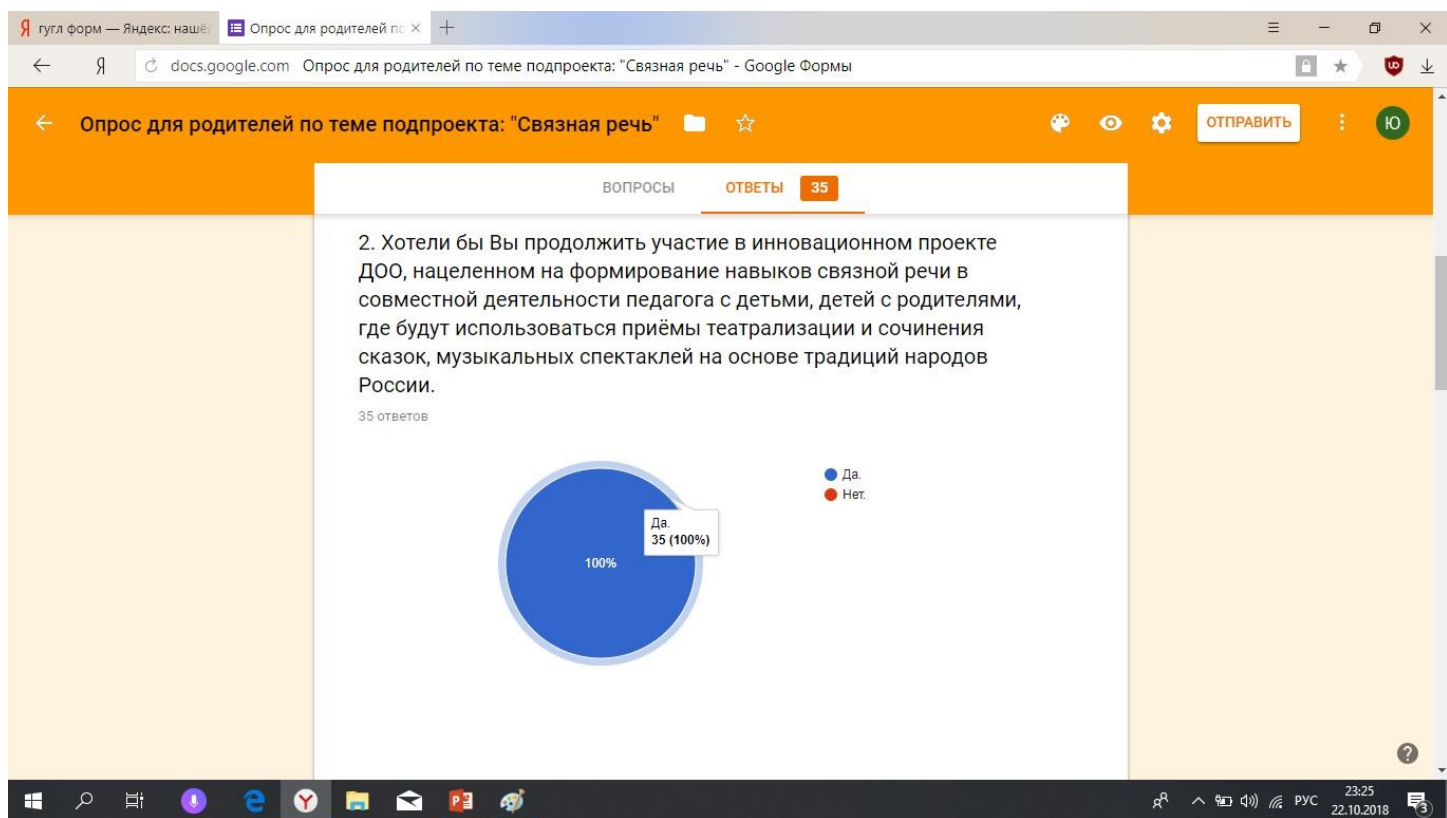 Я гугл форм — Яндекс: нашё
Опрос для родителей по
Я docs.google.com Опрос для родителей по теме подпроекта: "Связная речь" - Google Формы
Опрос для родителей по теме подпроекта: "Связная речь"
ОТПРАВИТЬ
Ю
ВОПРОСЫ ОТВЕТЫ 35
2. Хотели бы Вы продолжить участие в инновационном проекте
ДОО, нацеленном на формирование навыков связной речи в
совместной деятельности педагога с детьми, детей с родителями,
где будут использоваться приёмы театрализации и сочинения
сказок, музыкальных спектаклей на основе традиций народов
России.
35 ответов
Да.
Нет.
Да.
35 (100%)
100%
РУС
23:25
22.10.2018
3